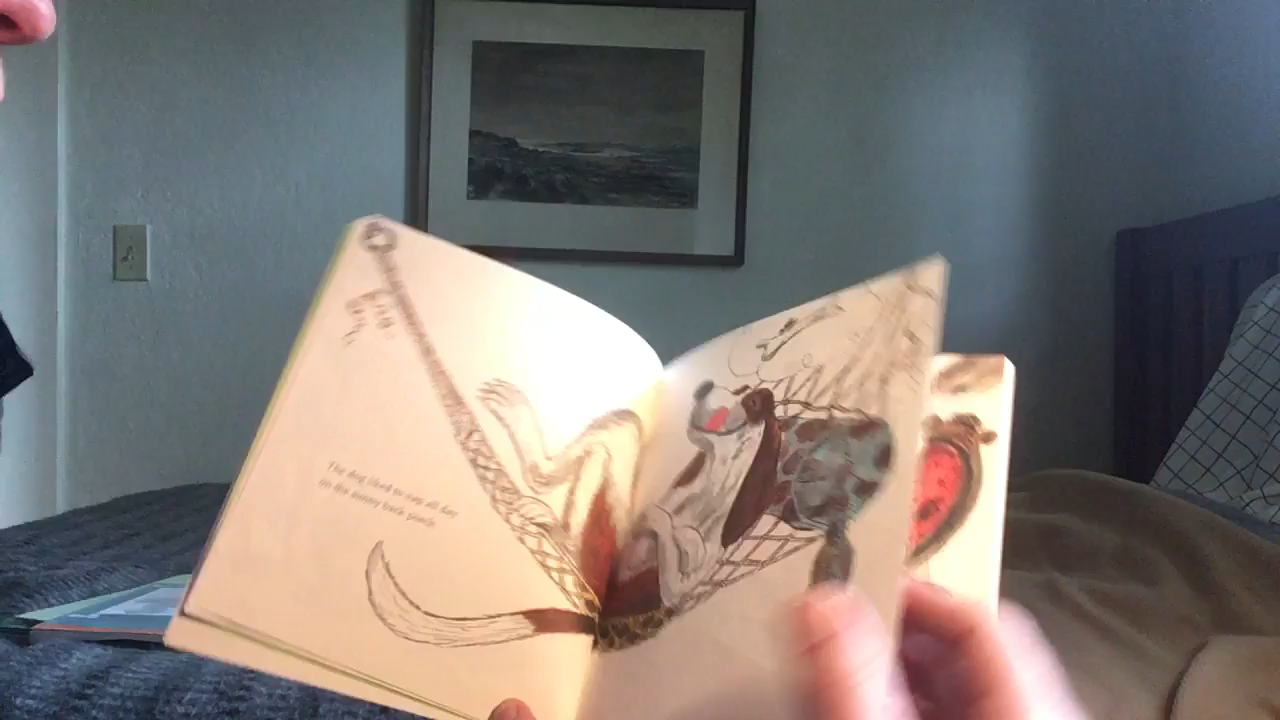 The dog liked to nap all day
on the sunny back porch.